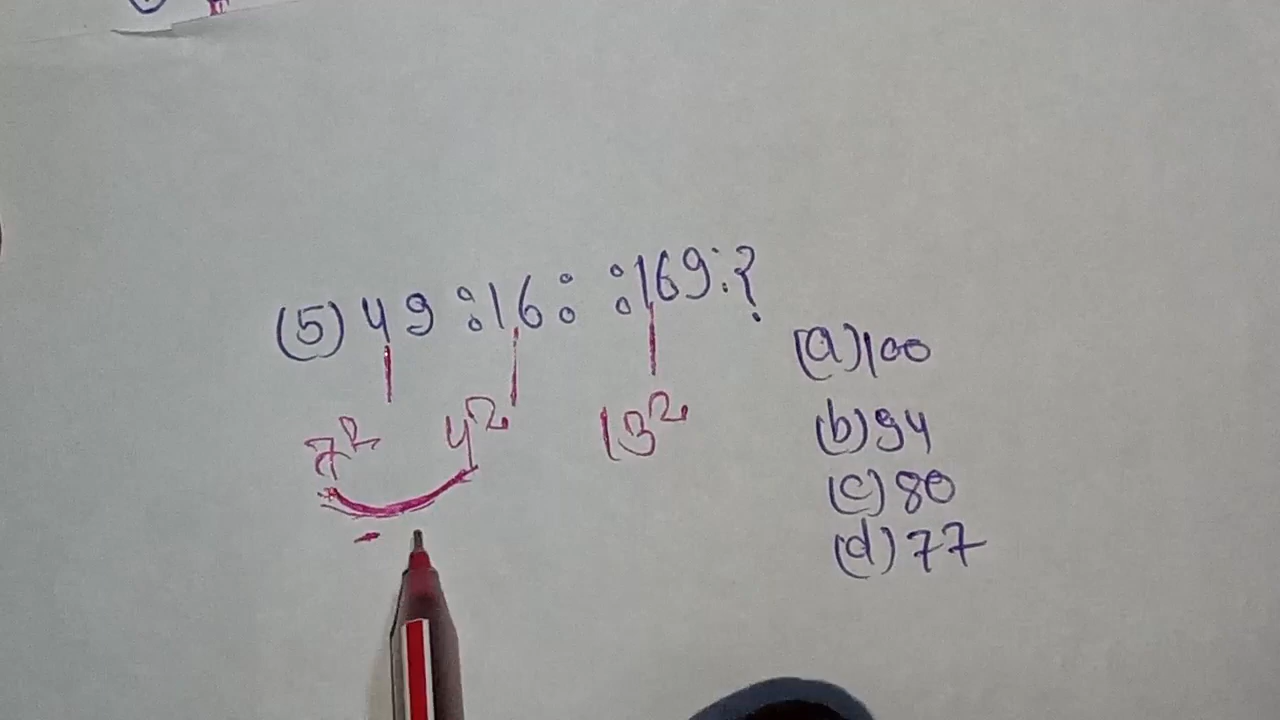 (5) 49 : 16 : : 169 : ?
7² 4² 13²
-
(a) 100
(b) 94
(c) 80
(d) 77